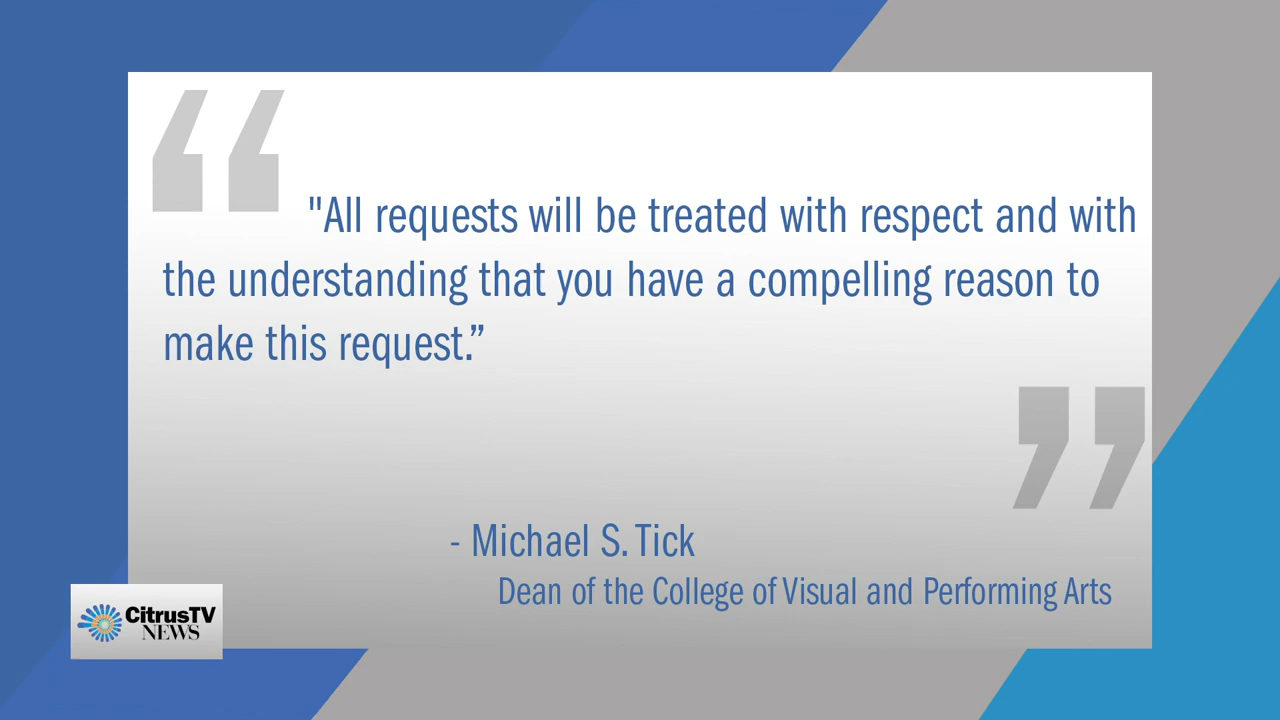 "All requests will be treated with respect and with
the understanding that you have a compelling reason to
make this request.”
- Michael S. Tick
Dean of the College of Visual and Performing Arts
CitrusTV
NEWS